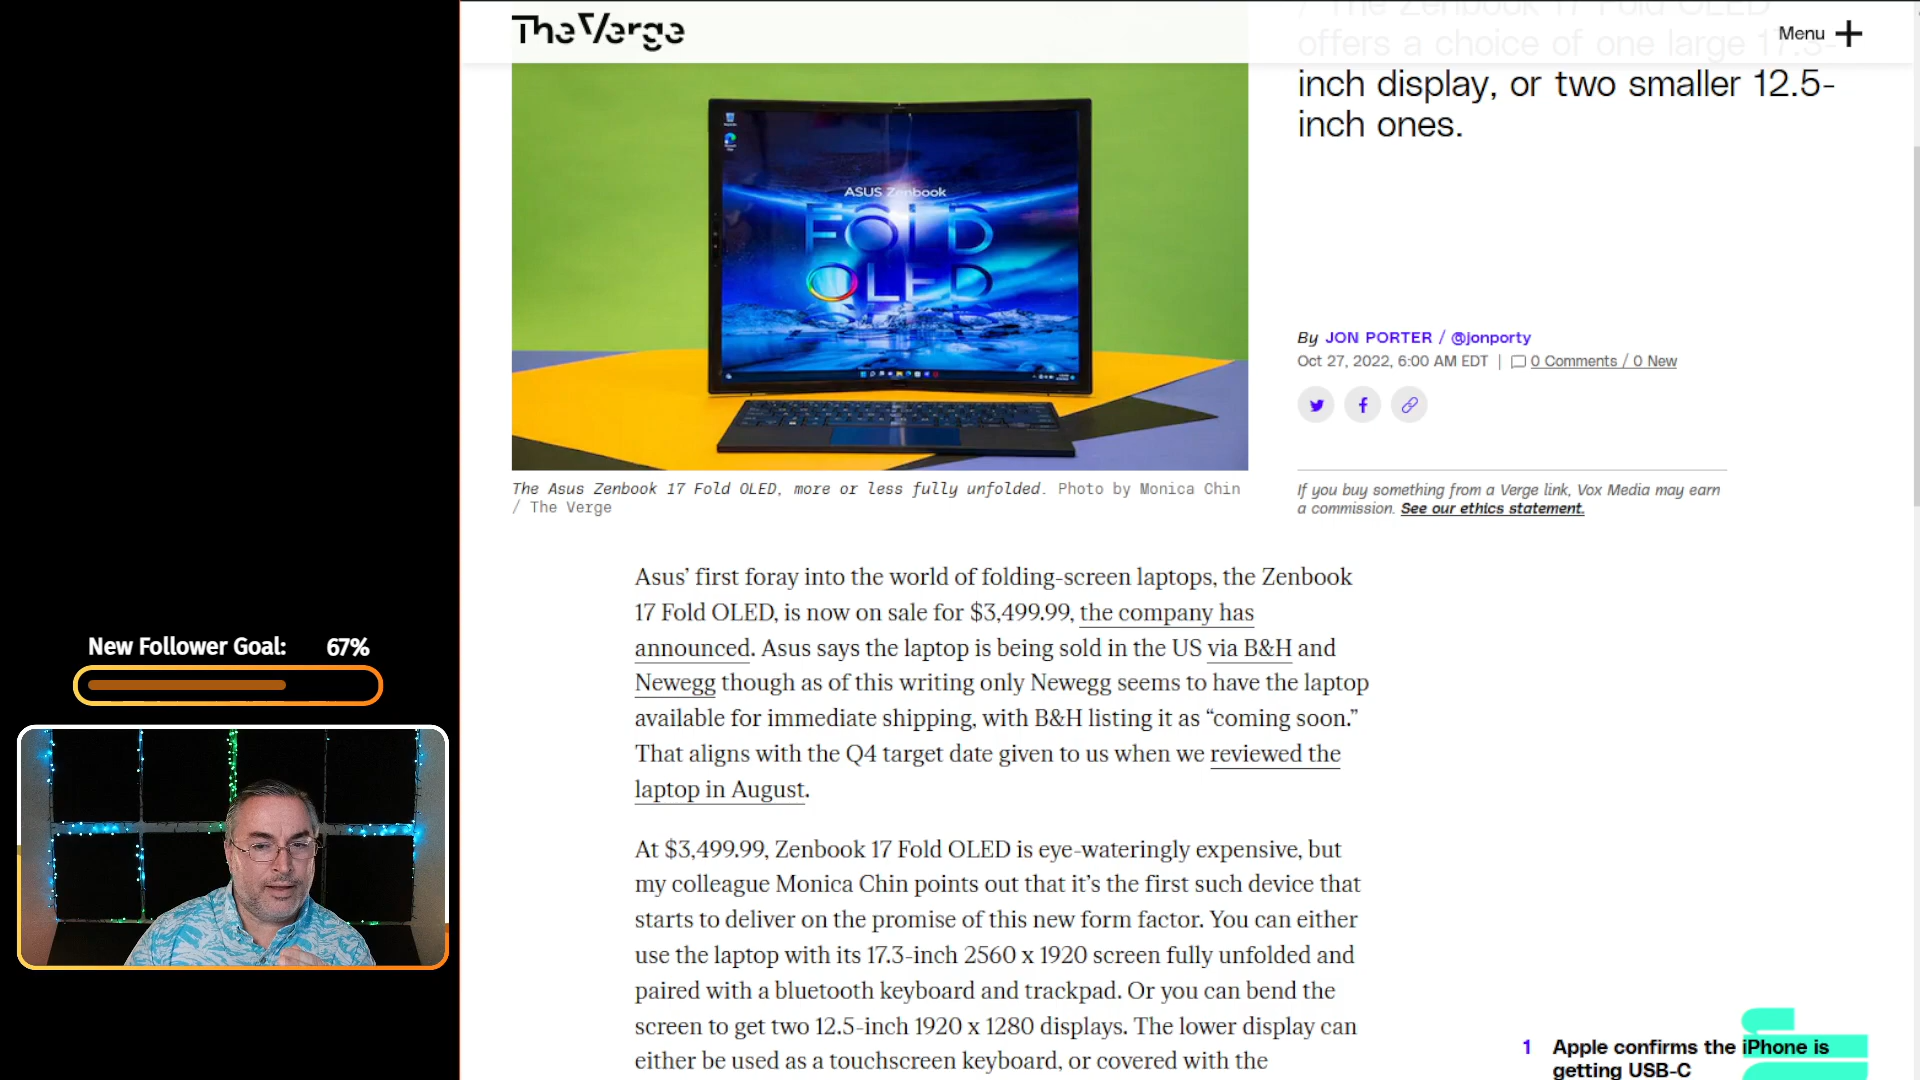 The Verge
Menu
/ The Zenbook 17 Fold OLED
offers a choice of one large 17.3-
inch display, or two smaller 12.5-
inch ones.
ASUS Zenbook
FOLD
OLED
By JON PORTER / @jonporty
Oct 27, 2022, 6:00 AM EDT | 0 Comments / 0 New
The Asus Zenbook 17 Fold OLED, more or less fully unfolded. Photo by Monica Chin
/ The Verge
If you buy something from a Verge link, Vox Media may earn
a commission. See our ethics statement.
Asus’ first foray into the world of folding-screen laptops, the Zenbook
17 Fold OLED, is now on sale for $3,499.99, the company has
announced. Asus says the laptop is being sold in the US via B&H and
Newegg though as of this writing only Newegg seems to have the laptop
available for immediate shipping, with B&H listing it as “coming soon.”
That aligns with the Q4 target date given to us when we reviewed the
laptop in August.
At $3,499.99, Zenbook 17 Fold OLED is eye-wateringly expensive, but
my colleague Monica Chin points out that it’s the first such device that
starts to deliver on the promise of this new form factor. You can either
use the laptop with its 17.3-inch 2560 x 1920 screen fully unfolded and
paired with a bluetooth keyboard and trackpad. Or you can bend the
screen to get two 12.5-inch 1920 x 1280 displays. The lower display can
either be used as a touchscreen keyboard, or covered with the
New Follower Goal: 67%
1 Apple confirms the iPhone is
getting USB-C